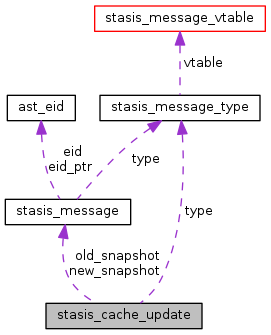 stasis_message_vtable
vtable
ast_eid
stasis_message_type
eid
eid_ptr
type
stasis_message
type
old_snapshot
new_snapshot
stasis_cache_update